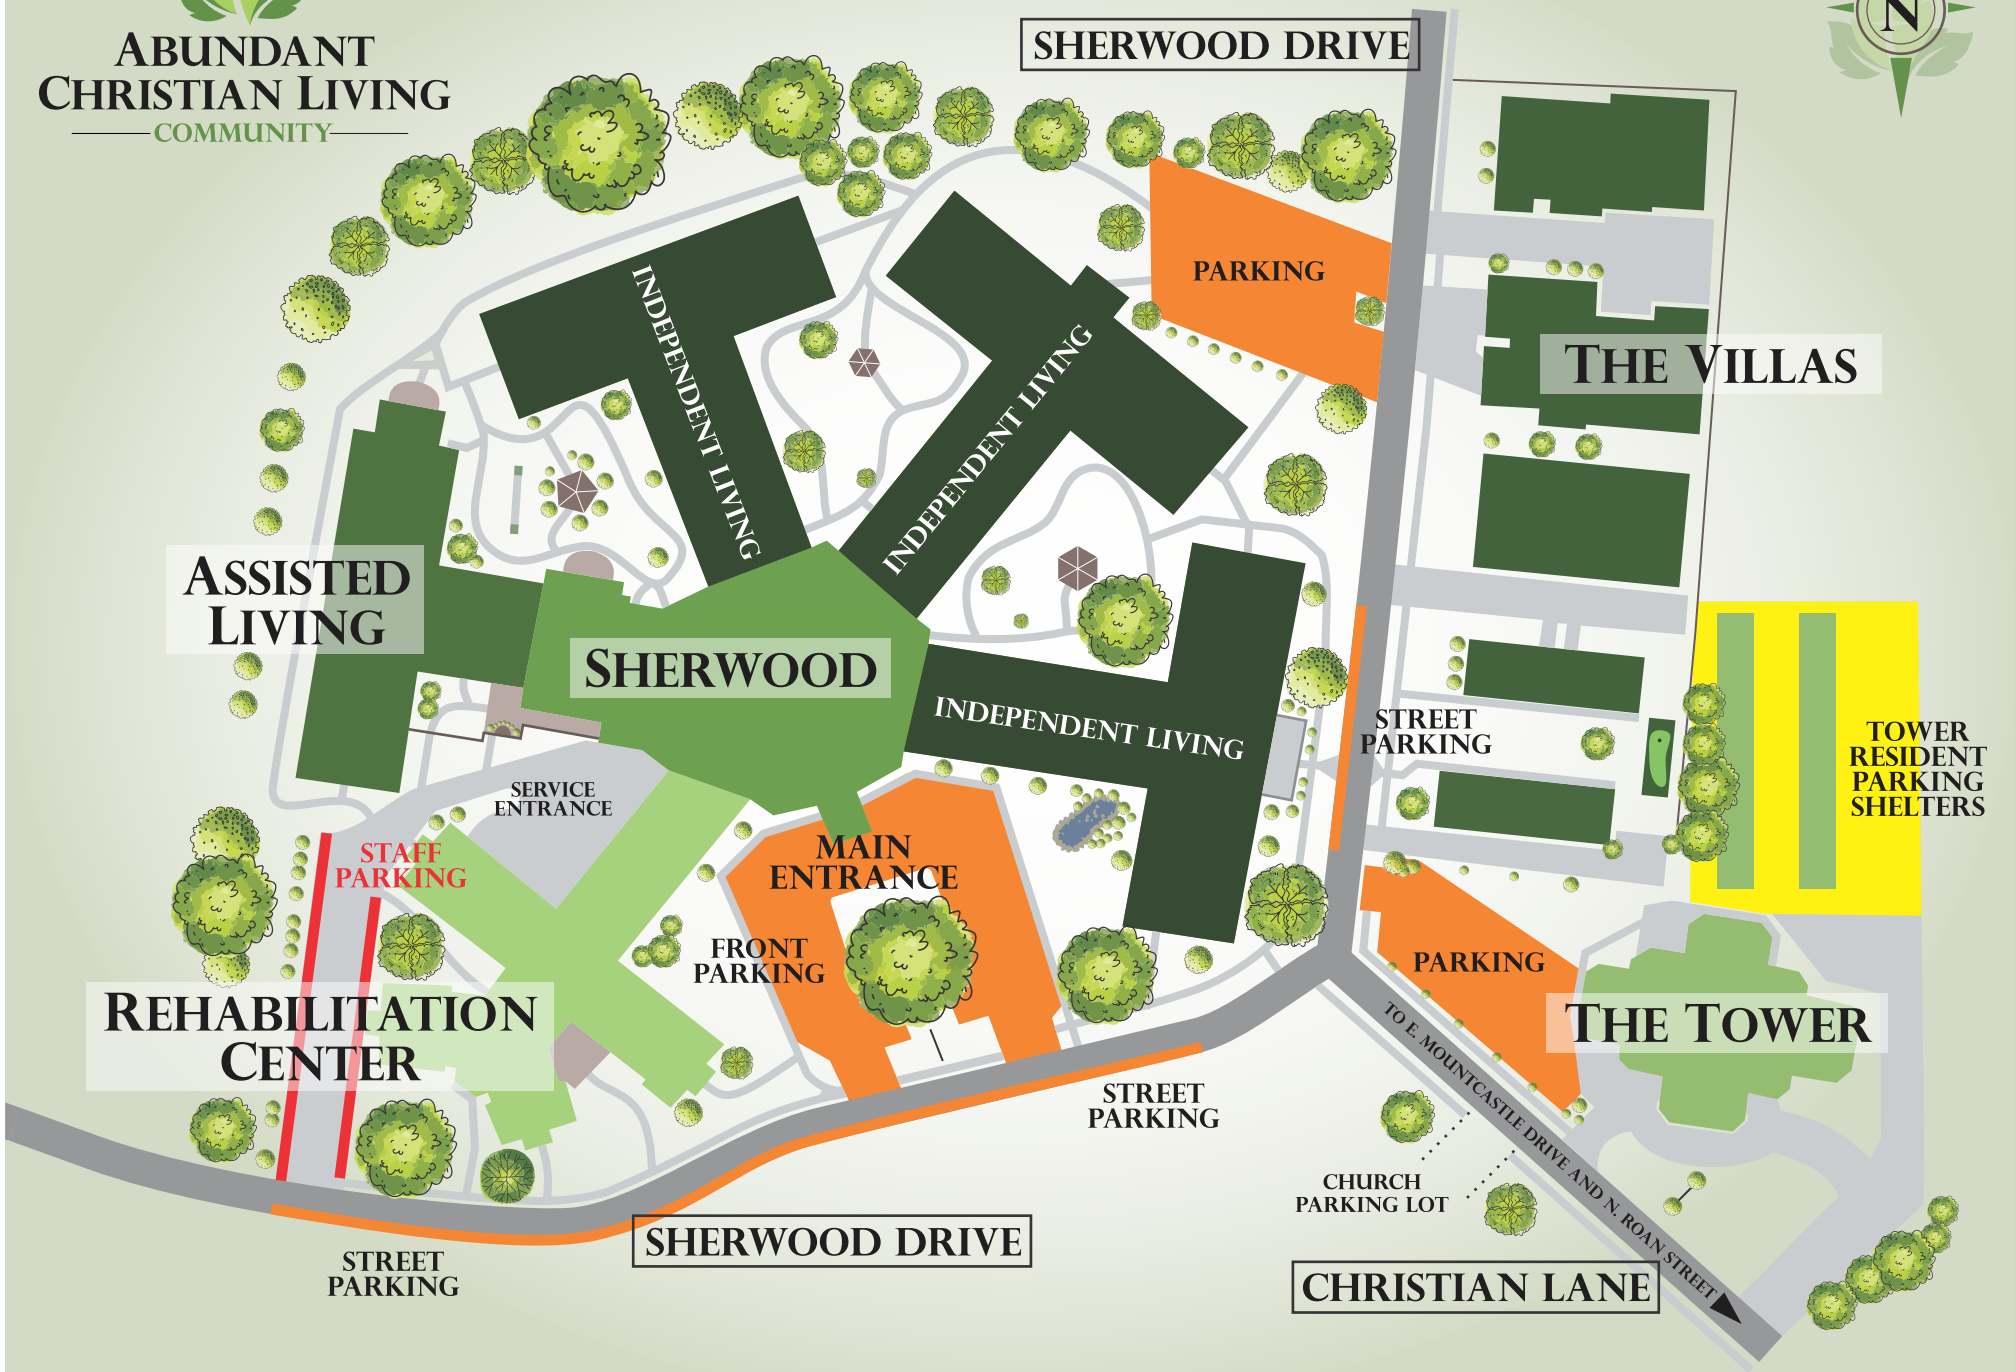 ABUNDANT
CHRISTIAN LIVING
COMMUNITY
SHERWOOD DRIVE
N
PARKING
INDEPENDENT LIVING
INDEPENDENT LIVING
THE VILLAS
ASSISTED
LIVING
SHERWOOD
INDEPENDENT LIVING
STREET
PARKING
TOWER
RESIDENT
PARKING
SHELTERS
SERVICE
ENTRANCE
STAFF
PARKING
MAIN
ENTRANCE
FRONT
PARKING
PARKING
REHABILITATION
CENTER
THE TOWER
TO E. MOUNTCASTLE DRIVE AND N. ROAN STREET
STREET
PARKING
CHURCH
PARKING LOT
SHERWOOD DRIVE
STREET
PARKING
CHRISTIAN LANE